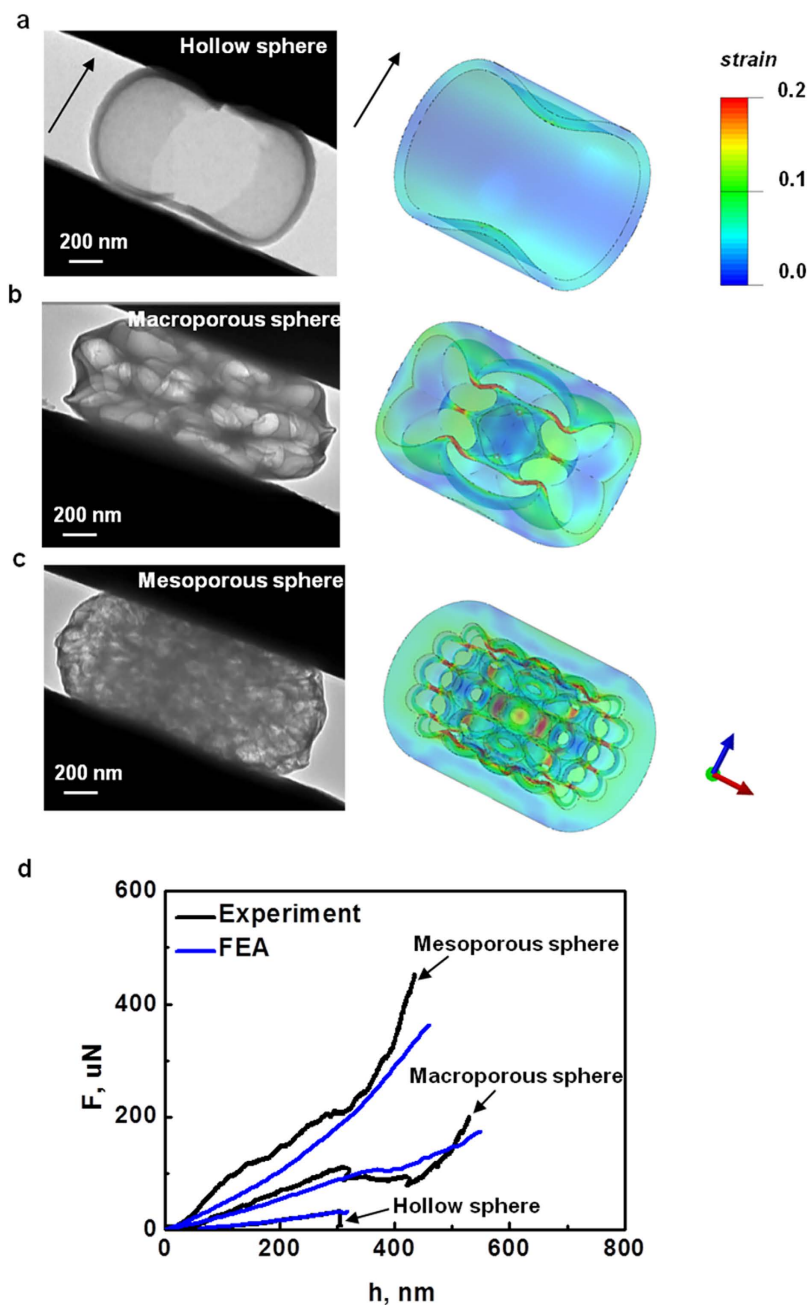 a
Hollow sphere
200 nm
strain
0.2
0.1
0.0
b
Macroporous sphere
200 nm
c
Mesoporous sphere
200 nm
d
600
400
200
0
F, uN
Experiment
FEA
Mesoporous sphere
Macroporous sphere
Hollow sphere
0
200
400
600
800
h, nm